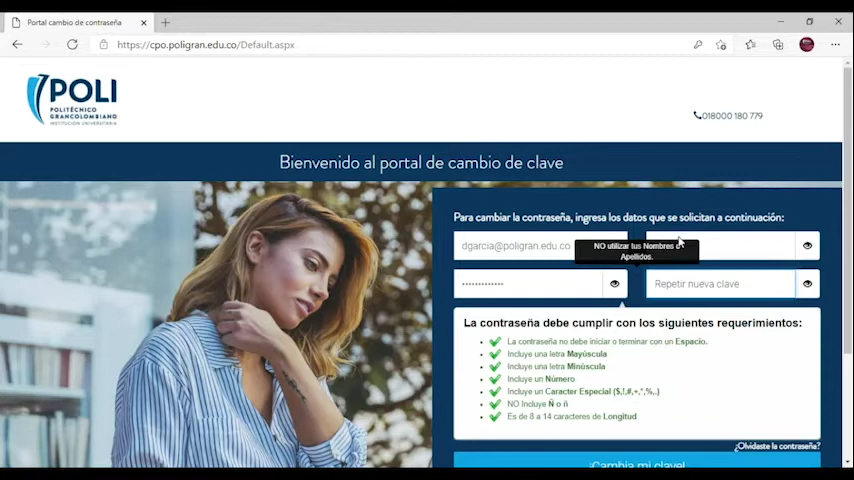 Portal cambio de contraseña
https://cpo.poligran.edu.co/Default.aspx
POLI
POLITÉCNICO
GRANCOLOMBIANO
INSTITUCIÓN UNIVERSITARIA
018000 180 779
Bienvenido al portal de cambio de clave
Para cambiar la contraseña, ingresa los datos que se solicitan a continuación:
dgarcia@poligran.edu.co
NO utilizar tus Nombres o
Apellidos.
Repetir nueva clave
La contraseña debe cumplir con los siguientes requerimientos:
La contraseña no debe iniciar o terminar con un Espacio.
Incluye una letra Mayúscula
Incluye una letra Minúscula
Incluye un Número
Incluye un Caracter Especial ($,!,#,+,*,%,.)
NO Incluye Ñ o ñ
Es de 8 a 14 caracteres de Longitud
¿Olvidaste la contraseña?
¡Cambia mi clave!